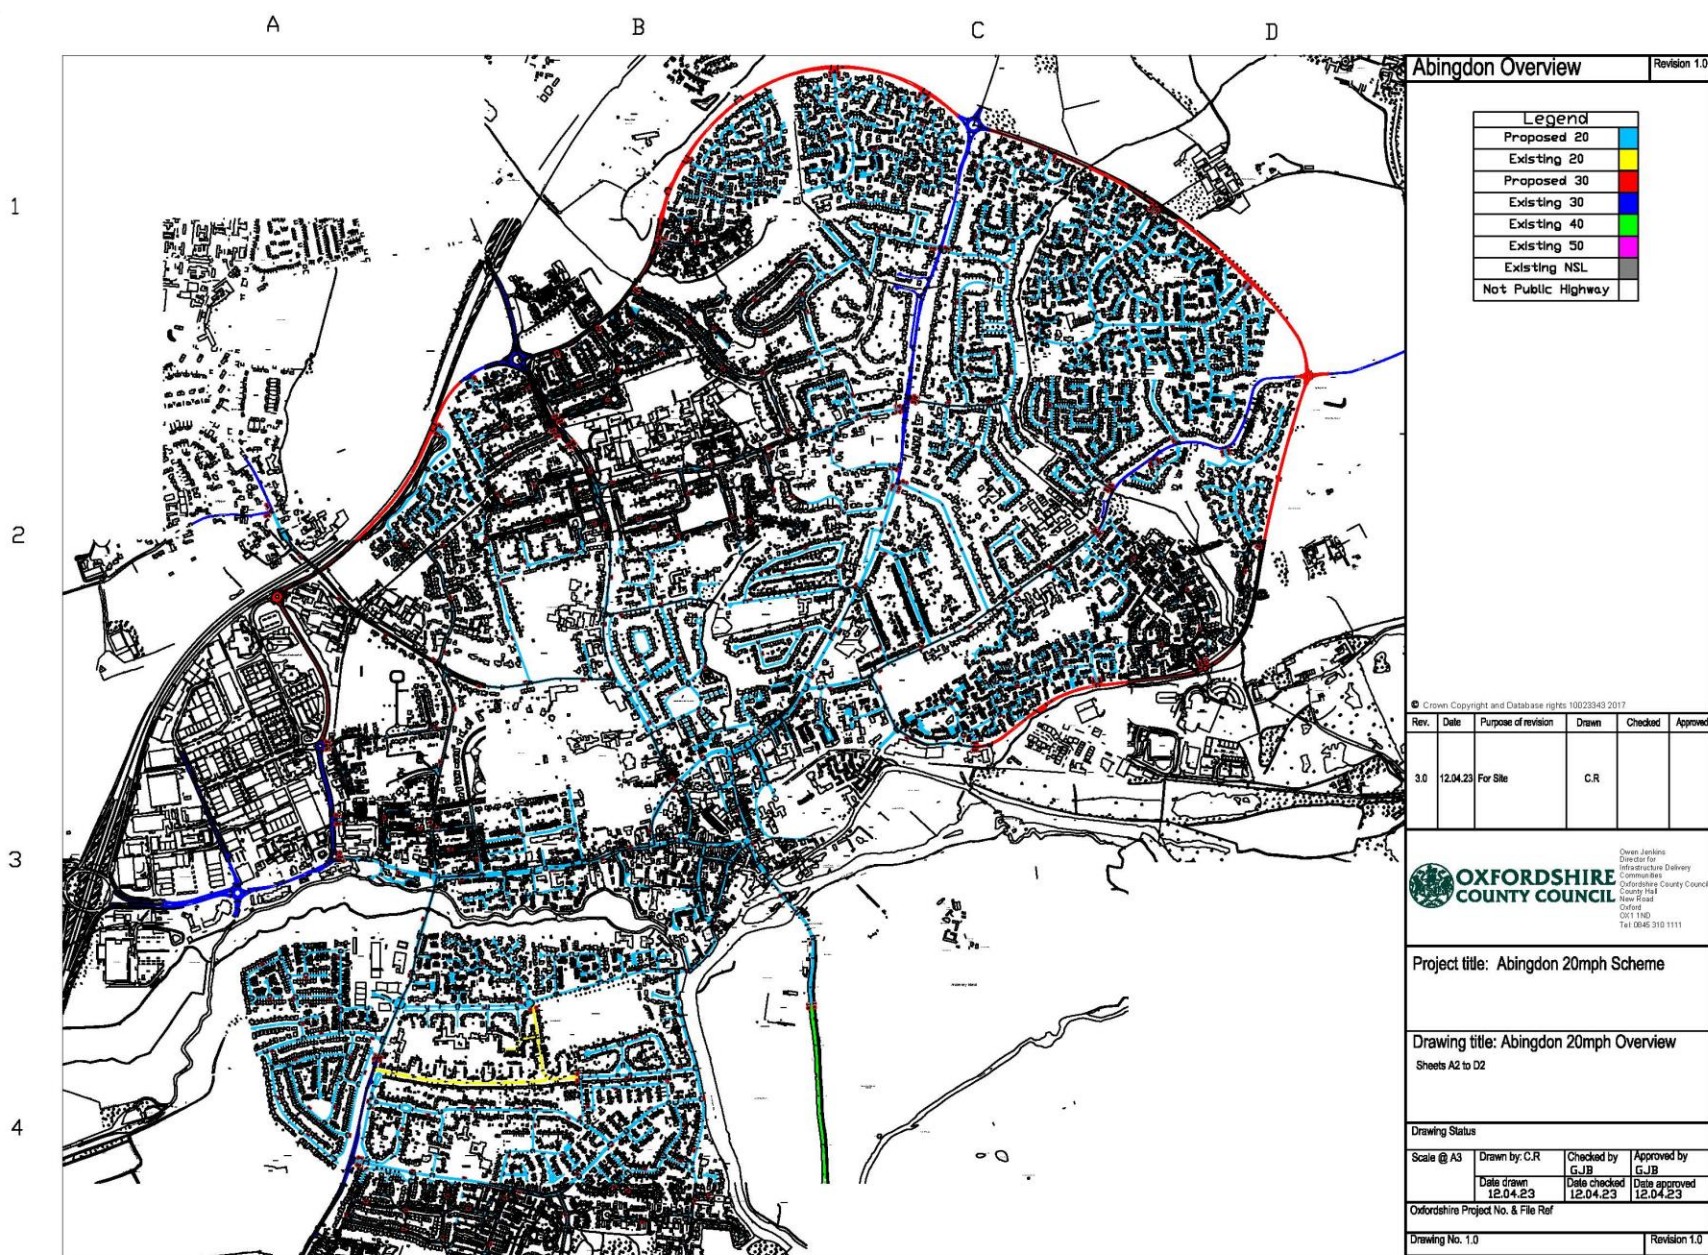 A B C D
1
2
3
4
Abingdon Overview
Revision 1.0
Legend
Proposed 20
Existing 20
Proposed 30
Existing 30
Existing 40
Existing 50
Existing NSL
Not Public Highway
© Crown Copyright and Database rights 10023343 2017
Rev. Date Purpose of revision Drawn Checked Approved
3.0 12.04.23 For Site C.R
OXFORDSHIRE
COUNTY COUNCIL
Owen Jenkins
Director for
Infrastructure Delivery
Communities
Oxfordshire County Council
County Hall
New Road
Oxford
OX1 1ND
Tel: 0845 310 1111
Project title: Abingdon 20mph Scheme
Drawing title: Abingdon 20mph Overview
Sheets A2 to D2
Drawing Status
Scale @ A3
Drawn by: C.R
Checked by
GJB
Approved by
GJB
Date drawn
12.04.23
Date checked
12.04.23
Date approved
12.04.23
Oxfordshire Project No. & File Ref
Drawing No. 1.0
Revision 1.0